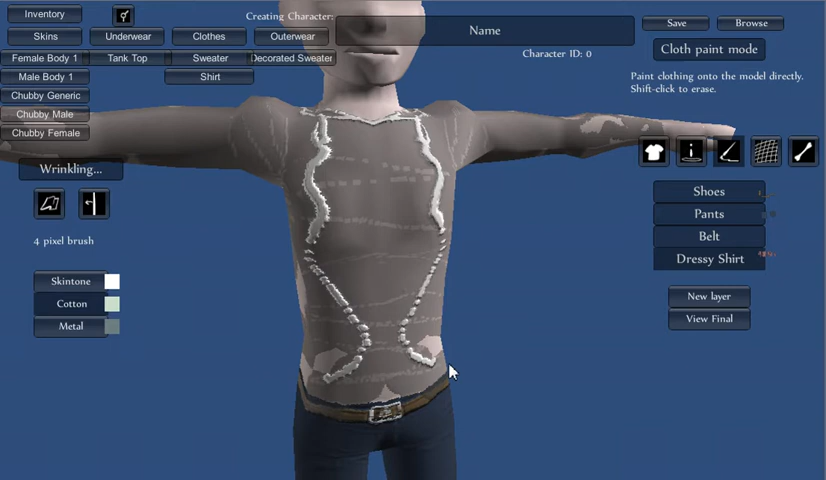 Inventory
Creating Character:
Name
Save
Browse
Skins
Underwear
Clothes
Outerwear
Character ID: 0
Cloth paint mode
Female Body 1
Tank Top
Sweater
Decorated Sweater
Male Body 1
Shirt
Paint clothing onto the model directly.
Shift-click to erase.
Chubby Generic
Chubby Male
Chubby Female
Wrinkling...
Shoes
Pants
Belt
Dressy Shirt
4 pixel brush
Skintone
Cotton
Metal
New layer
View Final